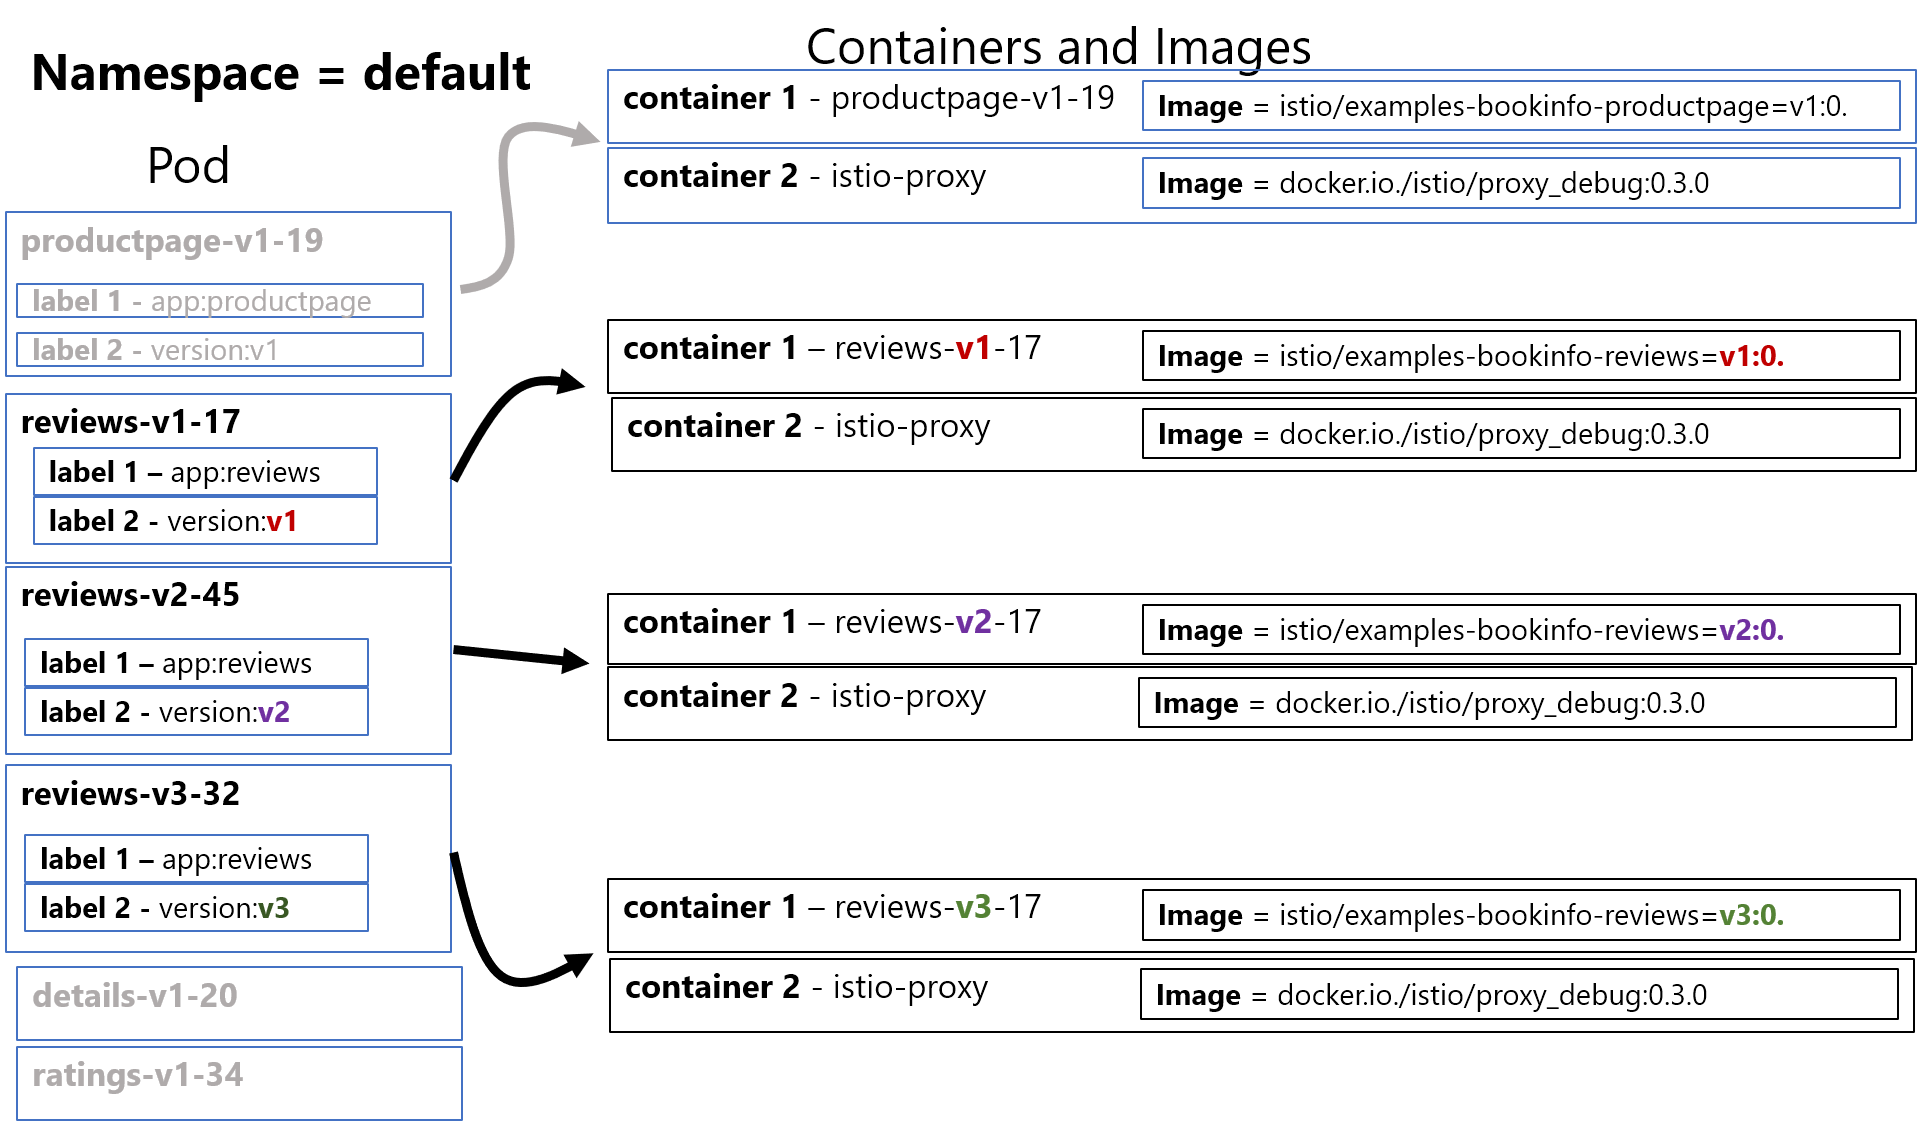 Namespace = default
Containers and Images
Pod
productpage-v1-19
label 1 - app:productpage
label 2 - version:v1
reviews-v1-17
label 1 – app:reviews
label 2 - version:v1
reviews-v2-45
label 1 – app:reviews
label 2 - version:v2
reviews-v3-32
label 1 – app:reviews
label 2 - version:v3
details-v1-20
ratings-v1-34
container 1 - productpage-v1-19
Image = istio/examples-bookinfo-productpage=v1:0.
container 2 - istio-proxy
Image = docker.io./istio/proxy_debug:0.3.0
container 1 – reviews-v1-17
Image = istio/examples-bookinfo-reviews=v1:0.
container 2 - istio-proxy
Image = docker.io./istio/proxy_debug:0.3.0
container 1 – reviews-v2-17
Image = istio/examples-bookinfo-reviews=v2:0.
container 2 - istio-proxy
Image = docker.io./istio/proxy_debug:0.3.0
container 1 – reviews-v3-17
Image = istio/examples-bookinfo-reviews=v3:0.
container 2 - istio-proxy
Image = docker.io./istio/proxy_debug:0.3.0